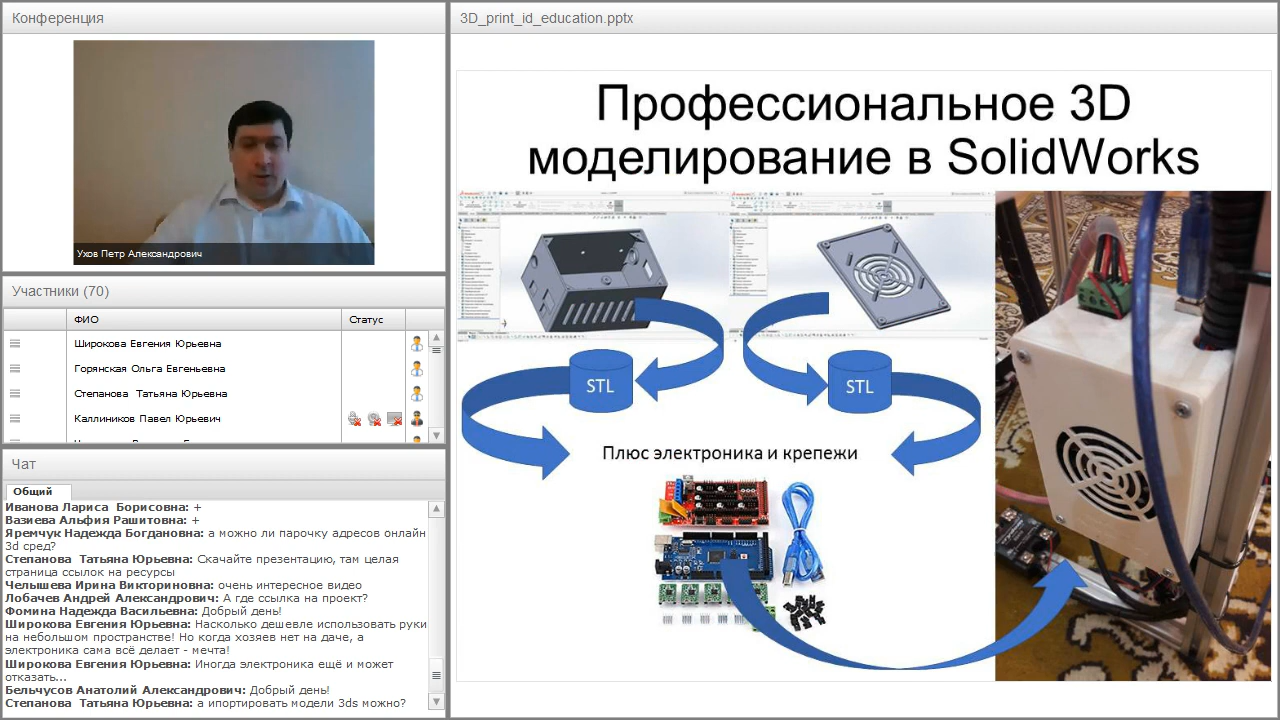 Конференция
Ухов Петр Александрович
Участники (70)
ФИО Статус
ния Юрьевна
Горянская Ольга Евгеньевна
Степанова Татьяна Юрьевна
Каллиников Павел Юрьевич
Чат
Общий
Лариса Борисовна: +
Вазиева Альфия Рашитовна: +
Яремчук Надежда Богдановна: а можно ли парочку адресов онлайн
3d сред?
Степанова Татьяна Юрьевна: Скачайте презентацию, там целая
страница ссылок на ресурсы
Чевышева Ирина Викторировна: очень интересное видео
Лобачев Андрей Александрович: А где ссылка на проект?
Фомина Надежда Васильевна: Добрый день!
Широкова Евгения Юрьевна: Насколько дешевле использовать руки
на небольшом пространстве! Но когда хозяев нет на даче, а
электроника сама всё делает - мечта!
Широкова Евгения Юрьевна: Иногда электроника ещё и может
отказать...
Бельчусов Анатолий Александрович: Добрый день!
Степанова Татьяна Юрьевна: а ипортировать модели 3ds можно?
3D_print_id_education.pptx
Профессиональное 3D
моделирование в SolidWorks
STL
STL
Плюс электроника и крепежи